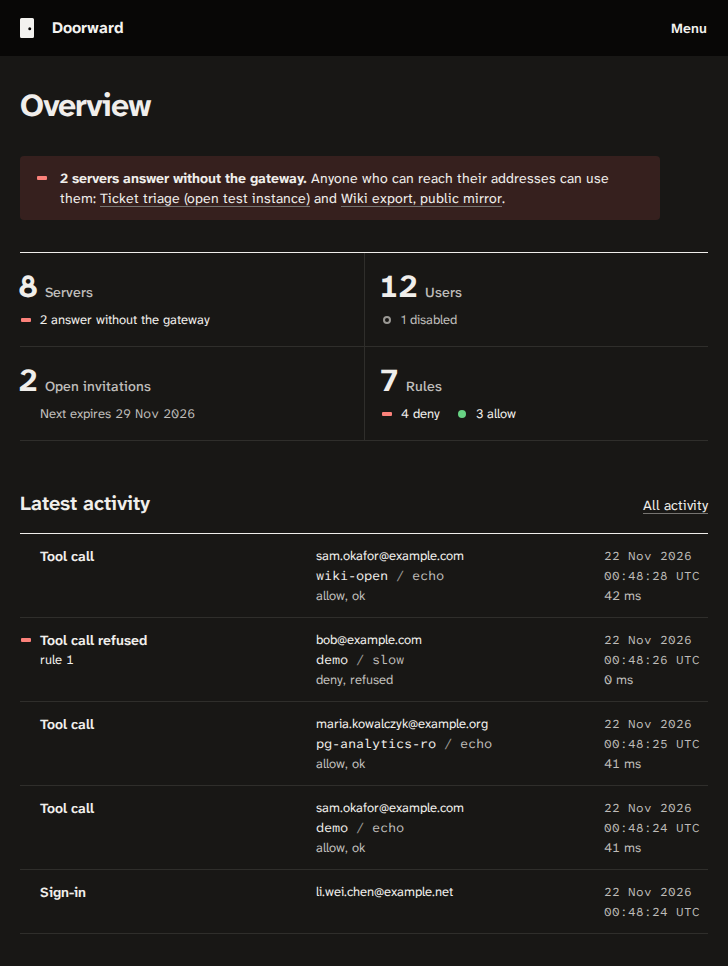 Doorward
Menu
Overview
2 servers answer without the gateway. Anyone who can reach their addresses can use
them: Ticket triage (open test instance) and Wiki export, public mirror.
8 Servers
2 answer without the gateway
12 Users
1 disabled
2 Open invitations
Next expires 29 Nov 2026
7 Rules
4 deny
3 allow
Latest activity
All activity
Tool call
sam.okafor@example.com
wiki-open / echo
allow, ok
22 Nov 2026
00:48:28 UTC
42 ms
Tool call refused
rule 1
bob@example.com
demo / slow
deny, refused
22 Nov 2026
00:48:26 UTC
0 ms
Tool call
maria.kowalczyk@example.org
pg-analytics-ro / echo
allow, ok
22 Nov 2026
00:48:25 UTC
41 ms
Tool call
sam.okafor@example.com
demo / echo
allow, ok
22 Nov 2026
00:48:24 UTC
41 ms
Sign-in
li.wei.chen@example.net
22 Nov 2026
00:48:24 UTC